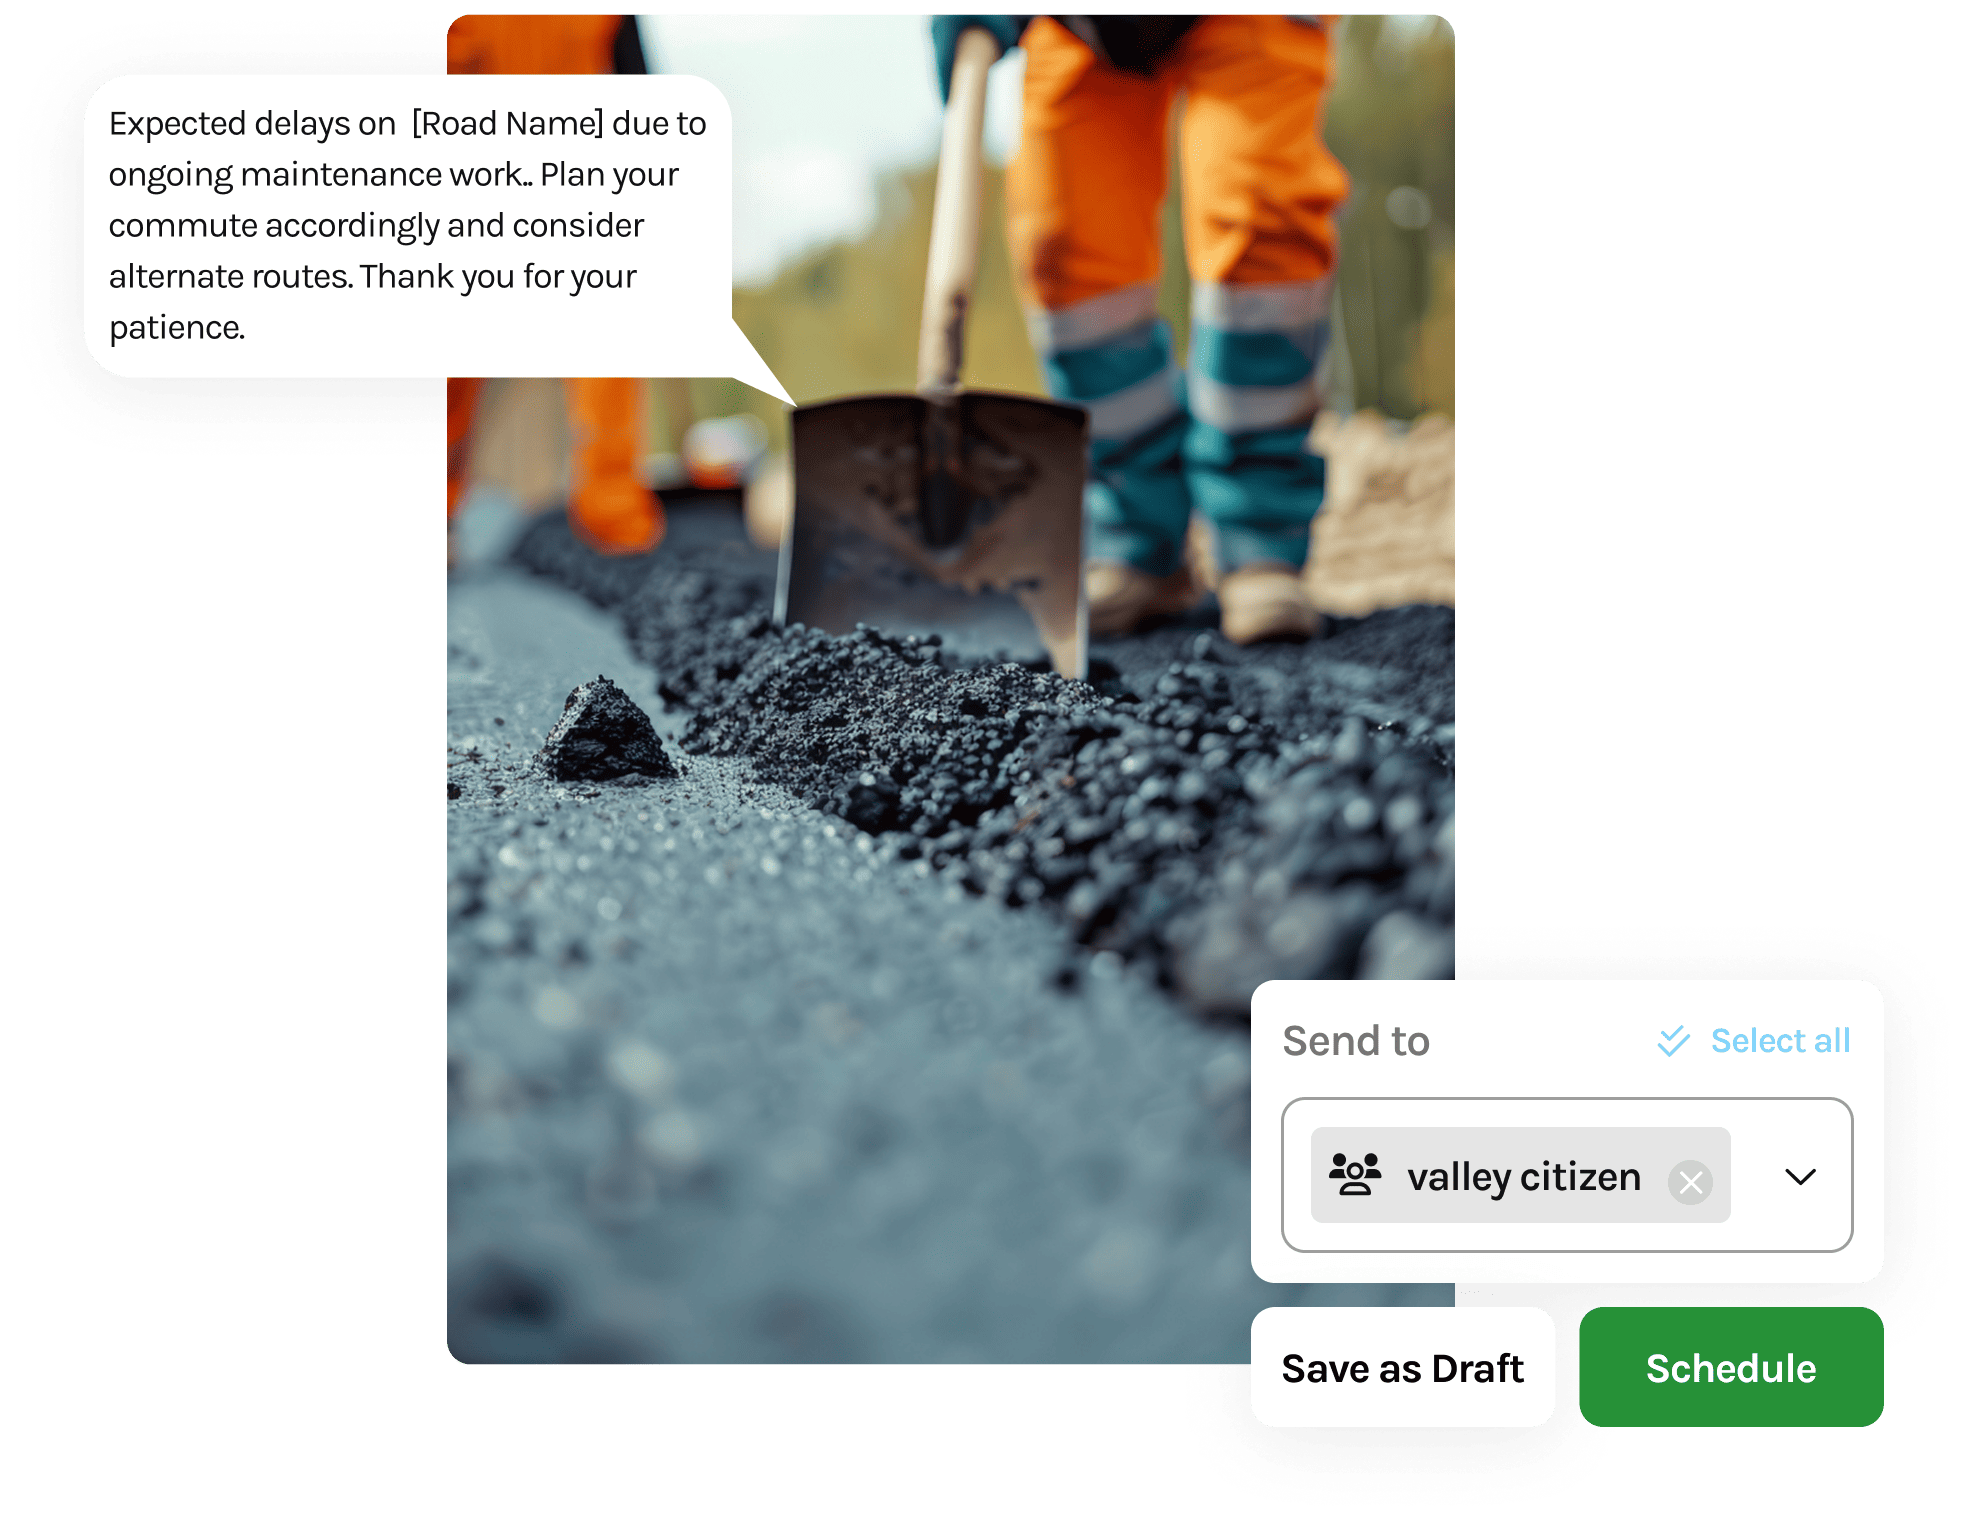 Expected delays on  [Road Name] due to
ongoing maintenance work.. Plan your
commute accordingly and consider
alternate routes. Thank you for your
patience.
Send to
Select all
valley citizen
Save as Draft
Schedule